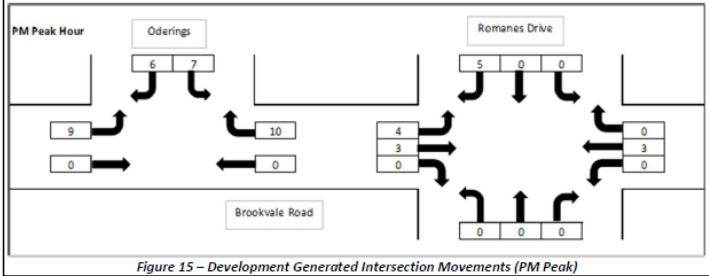 PM Peak Hour
Oderings
Romanes Drive
6 7
5 0 0
9
10
4
0
0
0
3
3
0
0
Brookvale Road
0 0 0
Figure 15 – Development Generated Intersection Movements (PM Peak)